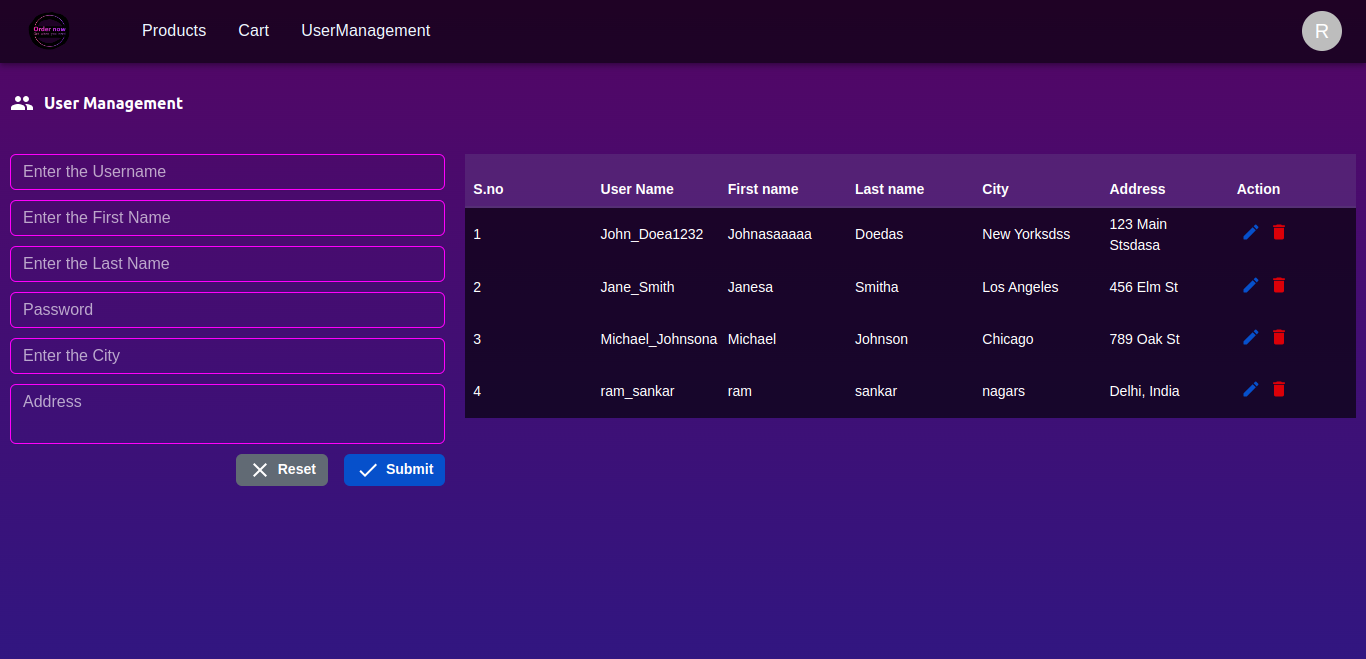 Order now
Products Cart UserManagement R
User Management
Enter the Username
Enter the First Name
Enter the Last Name
Password
Enter the City
Address
Reset Submit
S.no User Name First name Last name City Address Action
1 John_Doea1232 Johnasaaaaa Doedas New Yorksdss 123 Main
Stsdasa
2 Jane_Smith Janesa Smitha Los Angeles 456 Elm St
3 Michael_Johnsona Michael Johnson Chicago 789 Oak St
4 ram_sankar ram sankar nagars Delhi, India